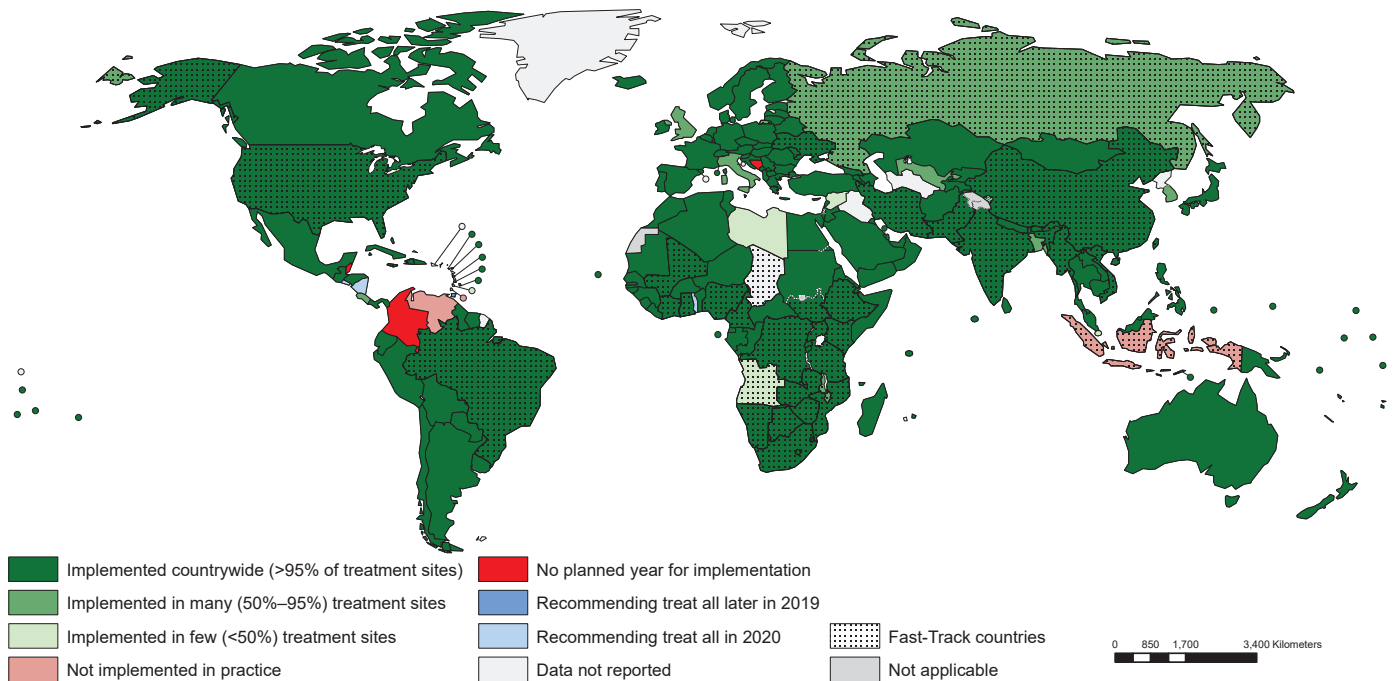 Implemented countrywide (>95% of treatment sites)
Implemented in many (50%–95%) treatment sites
Implemented in few (<50%) treatment sites
Not implemented in practice
No planned year for implementation
Recommending treat all later in 2019
Recommending treat all in 2020
Data not reported
Fast-Track countries
Not applicable
0 850 1,700 3,400 Kilometers